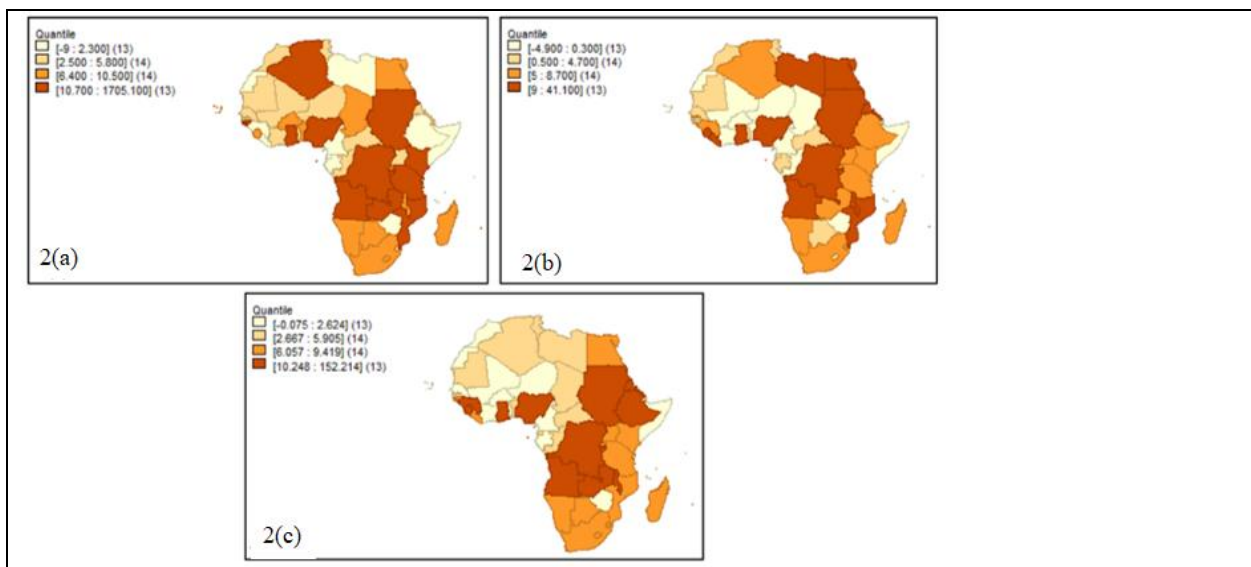 Quantile
[-9 : 2.300] (13)
[2.500 : 5.800] (14)
[6.400 : 10.500] (14)
[10.700 : 1705.100] (13)
2(a)
Quantile
[-4.900 : 0.300] (13)
[0.500 : 4.700] (14)
[5 : 8.700] (14)
[9 : 41.100] (13)
2(b)
Quantile
[-0.075 : 2.624] (13)
[2.667 : 5.905] (14)
[6.057 : 9.419] (14)
[10.248 : 152.214] (13)
2(c)